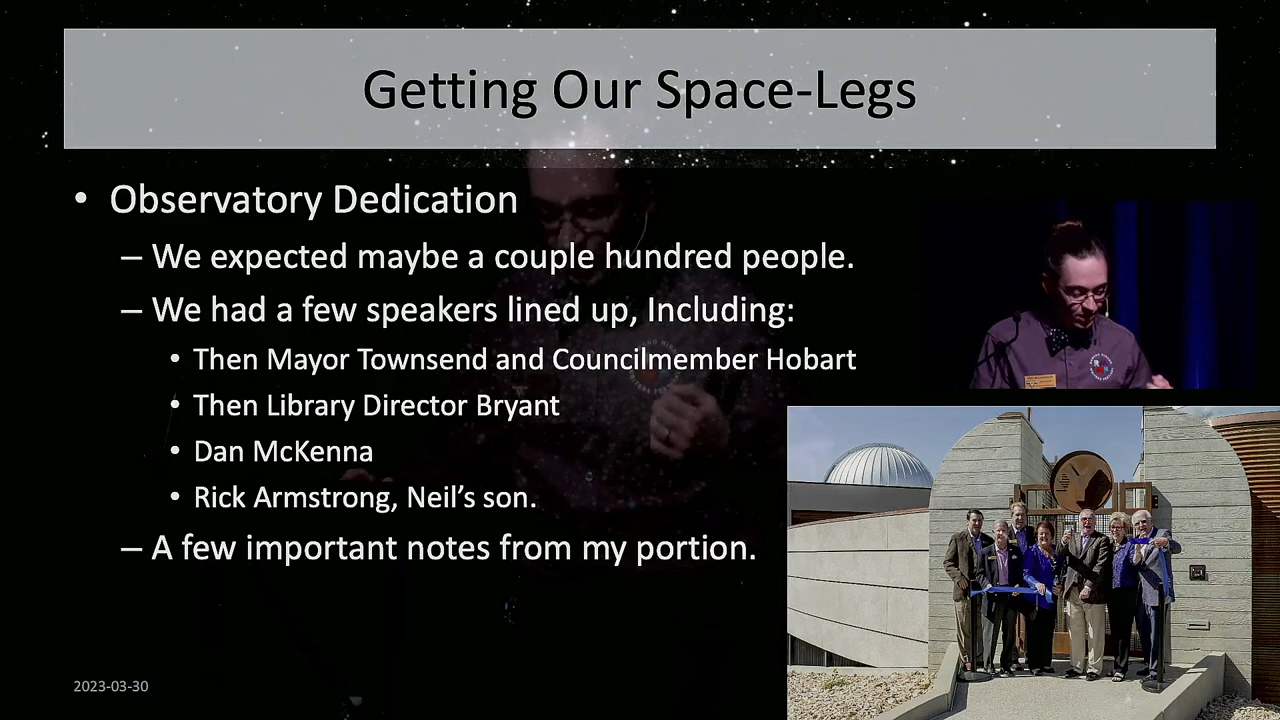 Getting Our Space-Legs
• Observatory Dedication
– We expected maybe a couple hundred people.
– We had a few speakers lined up, Including:
• Then Mayor Townsend and Councilmember Hobart
• Then Library Director Bryant
• Dan McKenna
• Rick Armstrong, Neil’s son.
– A few important notes from my portion.
2023-03-30